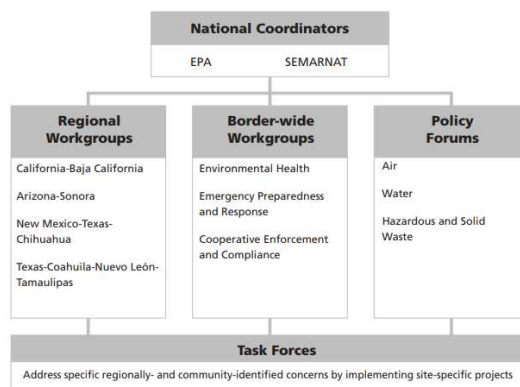 National Coordinators
EPA SEMARNAT
Regional
Workgroups
California-Baja California
Arizona-Sonora
New Mexico-Texas-
Chihuahua
Texas-Coahuila-Nuevo León-
Tamaulipas
Border-wide
Workgroups
Environmental Health
Emergency Preparedness
and Response
Cooperative Enforcement
and Compliance
Policy
Forums
Air
Water
Hazardous and Solid
Waste
Task Forces
Address specific regionally- and community-identified concerns by implementing site-specific projects